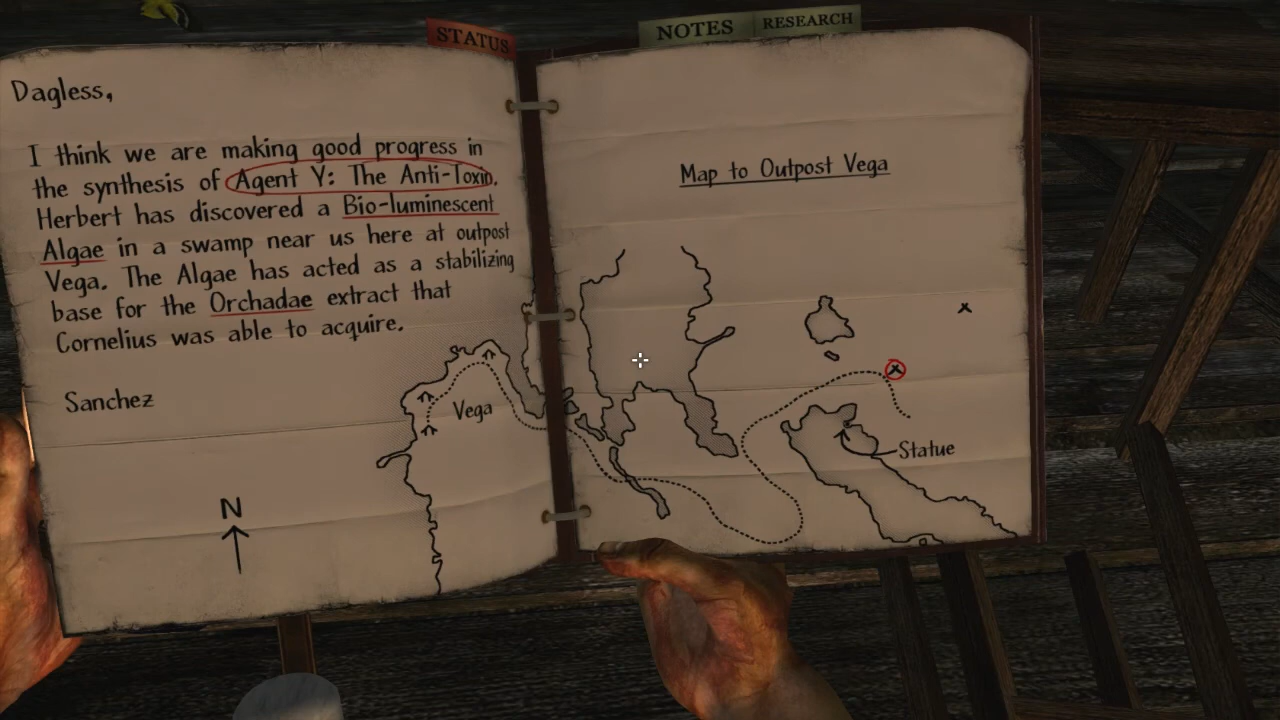 STATUS
NOTES
RESEARCH
Dagless,
I think we are making good progress in
the synthesis of Agent Y: The Anti-Toxin.
Herbert has discovered a Bio-luminescent
Algae in a swamp near us here at outpost
Vega. The Algae has acted as a stabilizing
base for the Orchadae extract that
Cornelius was able to acquire.
Sanchez
N
Vega
Map to Outpost Vega
Statue